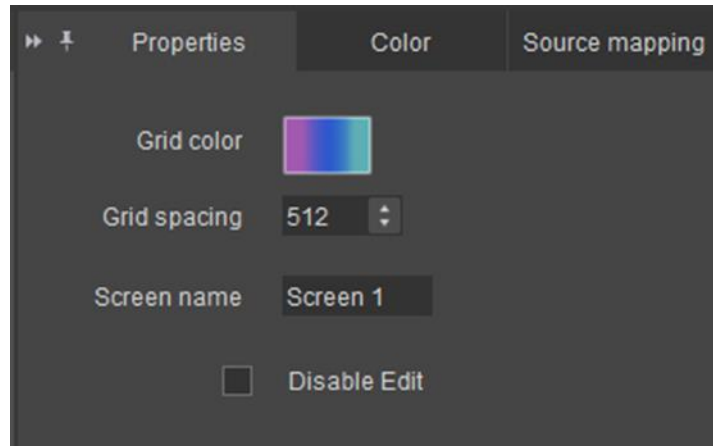 Properties Color Source mapping
Grid color
Grid spacing 512
Screen name Screen 1
Disable Edit